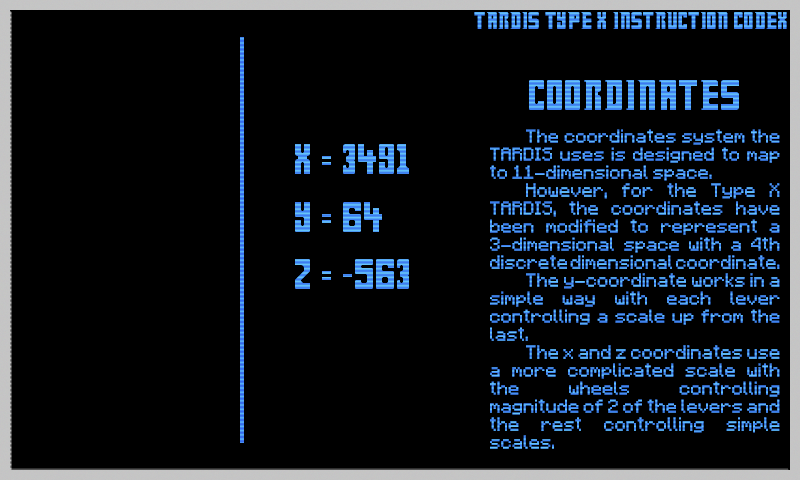 TARDIS TYPE X INSTRUCTION CODEX
COORDINATES
X = 3491
Y = 64
Z = -563
The coordinates system the
TARDIS uses is designed to map
to 11-dimensional space.
However, for the Type X
TARDIS, the coordinates have
been modified to represent a
3-dimensional space with a 4th
discrete dimensional coordinate.
The y-coordinate works in a
simple way with each lever
controlling a scale up from the
last.
The x and z coordinates use
a more complicated scale with
the wheels controlling
magnitude of 2 of the levers and
the rest controlling simple
scales.